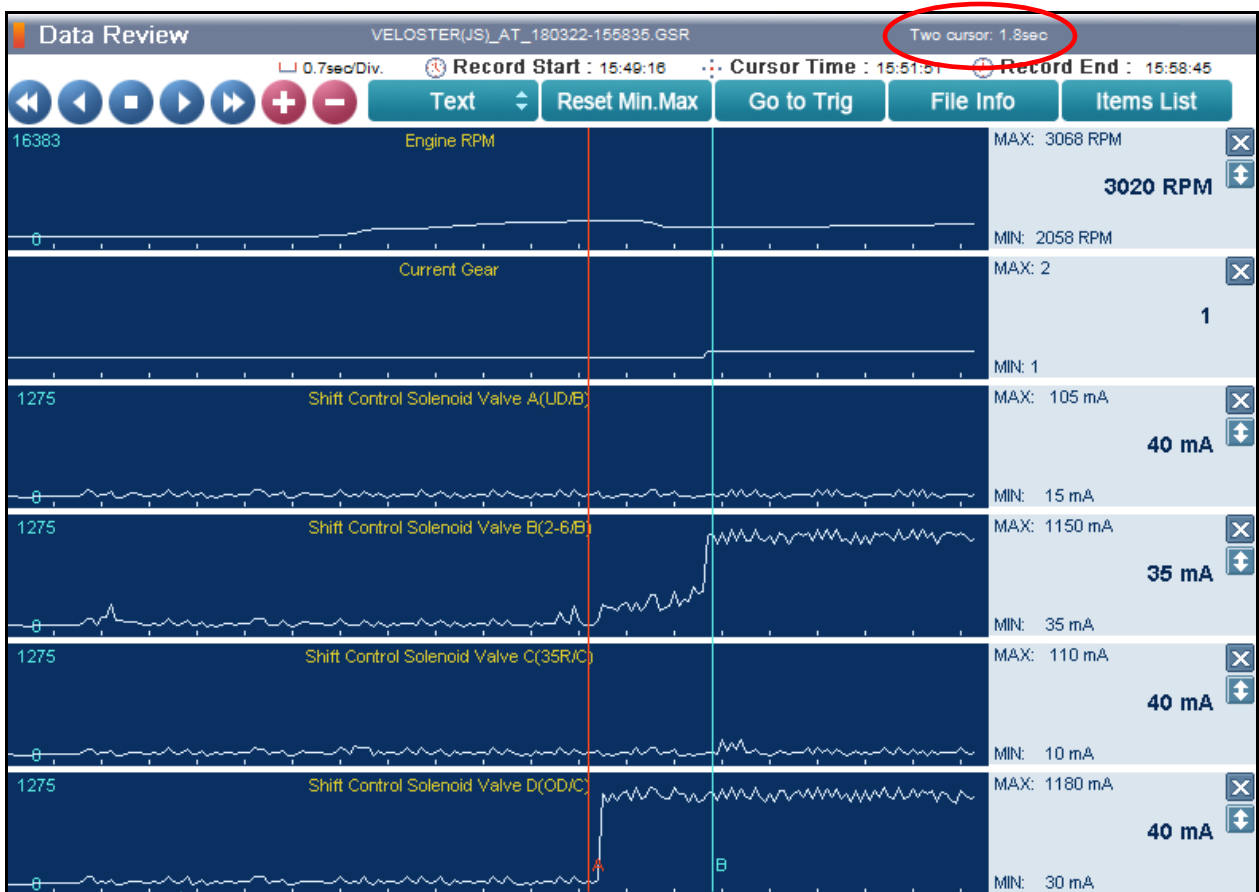 Data Review VELOSTER(JS)_AT_180322-155835.GSR Two cursor: 1.8sec
0.7sec/Div. Record Start : 15:49:16 Cursor Time : 15:51:51 Record End : 15:58:45
Text Reset Min.Max Go to Trig File Info Items List
16383 Engine RPM MAX: 3068 RPM
3020 RPM
0 MIN: 2058 RPM
Current Gear MAX: 2
1
MIN: 1
1275 Shift Control Solenoid Valve A(UD/B) MAX: 105 mA
40 mA
0 MIN: 15 mA
1275 Shift Control Solenoid Valve B(2-6/B) MAX: 1150 mA
35 mA
0 MIN: 35 mA
1275 Shift Control Solenoid Valve C(35R/C) MAX: 110 mA
40 mA
0 MIN: 10 mA
1275 Shift Control Solenoid Valve D(OD/C) MAX: 1180 mA
40 mA
A B
0 MIN: 30 mA